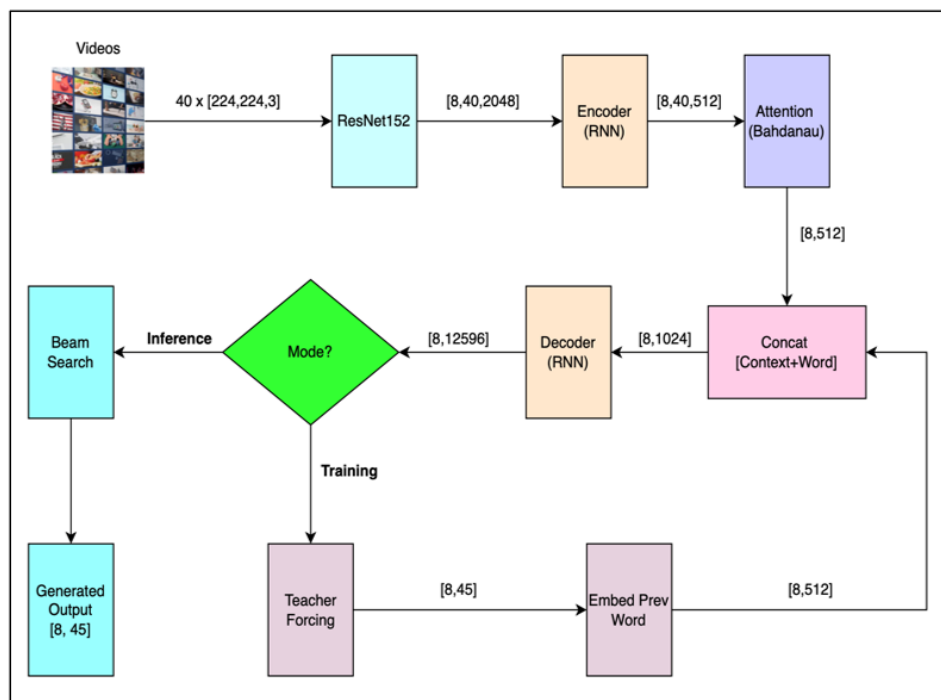 Videos
40 x [224,224,3]
ResNet152
[8,40,2048]
Encoder
(RNN)
[8,40,512]
Attention
(Bahdanau)
[8,512]
Beam
Search
Inference
Mode?
[8,12596]
Decoder
(RNN)
[8,1024]
Concat
[Context+Word]
Training
Generated
Output
[8, 45]
Teacher
Forcing
[8,45]
Embed Prev
Word
[8,512]